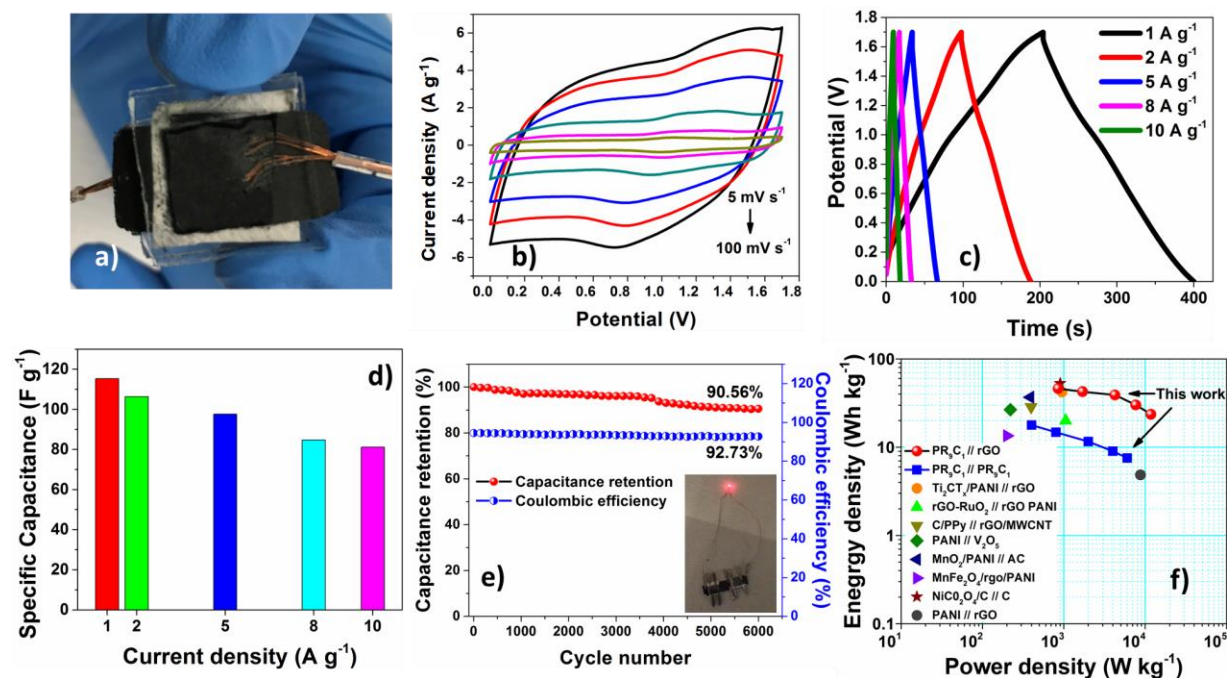 a)
Current density (A g⁻¹)
6
4
2
0
-2
-4
-6
b)
5 mV s⁻¹
100 mV s⁻¹
0.0 0.2 0.4 0.6 0.8 1.0 1.2 1.4 1.6 1.8
Potential (V)
Potential (V)
1.8
1.6
1.4
1.2
1.0
0.8
0.6
0.4
0.2
0.0
1 A g⁻¹
2 A g⁻¹
5 A g⁻¹
8 A g⁻¹
10 A g⁻¹
c)
0 100 200 300 400
Time (s)
Specific Capacitance (F g⁻¹)
120
100
80
60
40
20
0
d)
1 2 5 8 10
Current density (A g⁻¹)
Capacitance retention (%)
100
80
60
40
20
0
90.56%
92.73%
Capacitance retention
Coulombic efficiency
e)
120
100
80
60
40
20
0
Coulombic efficiency (%)
0 1000 2000 3000 4000 5000 6000
Cycle number
Enegrgy density (Wh kg⁻¹)
100
10
1
0.1
This work
PR₉C₁ // rGO
PR₉C₁ // PR₉C₁
Ti₂CTₓ/PANI // rGO
rGO-RuO₂ // rGO PANI
C/PPy // rGO/MWCNT
PANI // V₂O₅
MnO₂/PANI // AC
MnFe₂O₄/rgo/PANI
NiC0₂O₄/C // C
PANI // rGO
f)
10¹ 10² 10³ 10⁴ 10⁵
Power density (W kg⁻¹)